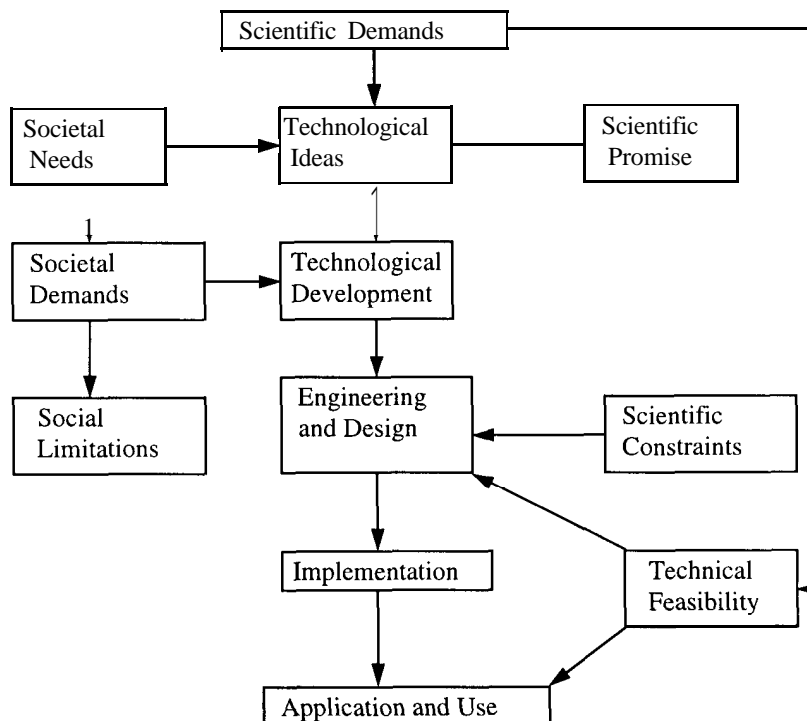 Scientific Demands
Societal
Needs
Technological
Ideas
Scientific
Promise
Societal
Demands
Technological
Development
Social
Limitations
Engineering
and Design
Scientific
Constraints
Implementation
Technical
Feasibility
Application and Use